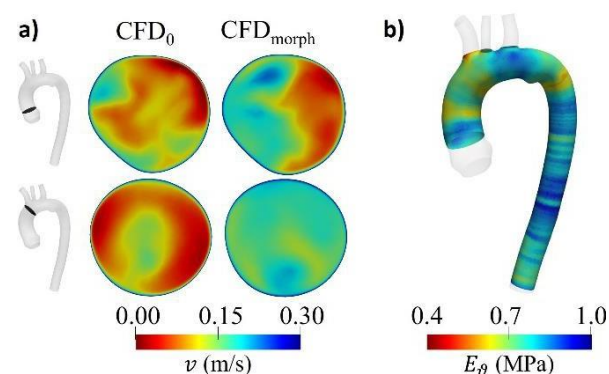 a)
CFD₀ CFDmorph
0.00 0.15 0.30
v (m/s)
b)
0.4 0.7 1.0
E𝜗 (MPa)